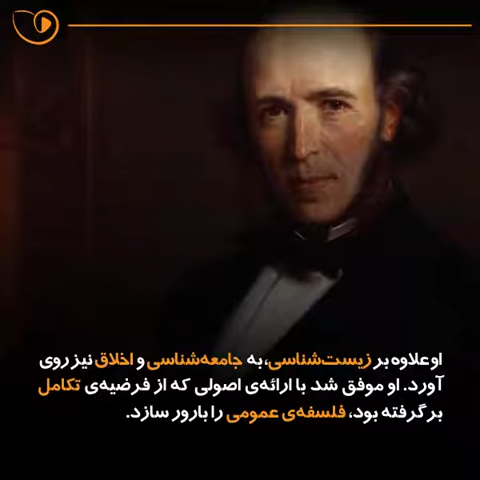 او علاوه بر زیست‌شناسی، به جامعه‌شناسی و اخلاق نیز روی
آورد. او موفق شد با ارائه‌ی اصولی که از فرضیه‌ی تکامل
برگرفته بود، فلسفه‌ی عمومی را بارور سازد.